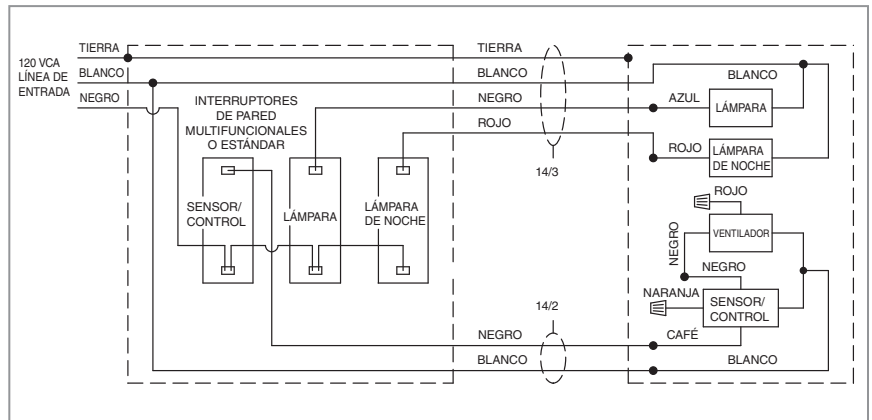 120 VCA
LÍNEA DE
ENTRADA
TIERRA
BLANCO
NEGRO
INTERRUPTORES
DE PARED
MULTIFUNCIONALES
O ESTÁNDAR
SENSOR/
CONTROL
LÁMPARA
LÁMPARA
DE NOCHE
TIERRA
BLANCO
NEGRO
ROJO
14/3
14/2
NEGRO
BLANCO
BLANCO
AZUL
LÁMPARA
ROJO
LÁMPARA
DE NOCHE
ROJO
VENTILADOR
NEGRO
NEGRO
NARANJA
SENSOR/
CONTROL
CAFÉ
BLANCO